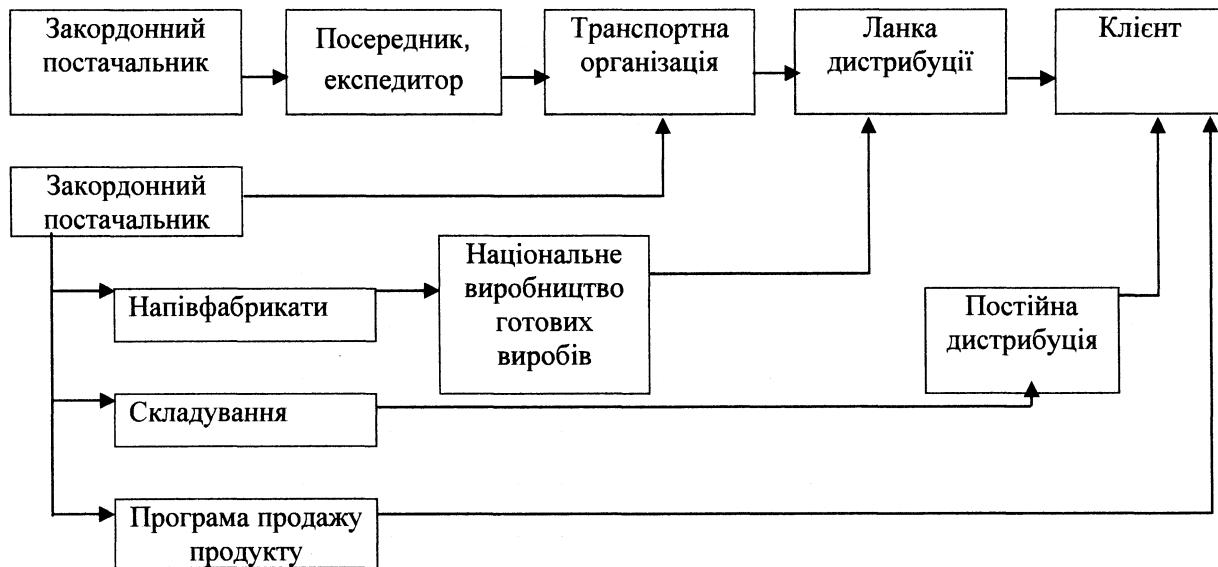 Закордонний
постачальник
Посередник,
експедитор
Транспортна
організація
Ланка
дистрибуції
Клієнт
Закордонний
постачальник
Національне
виробництво
готових
виробів
Напівфабрикати
Постійна
дистрибуція
Складування
Програма продажу
продукту